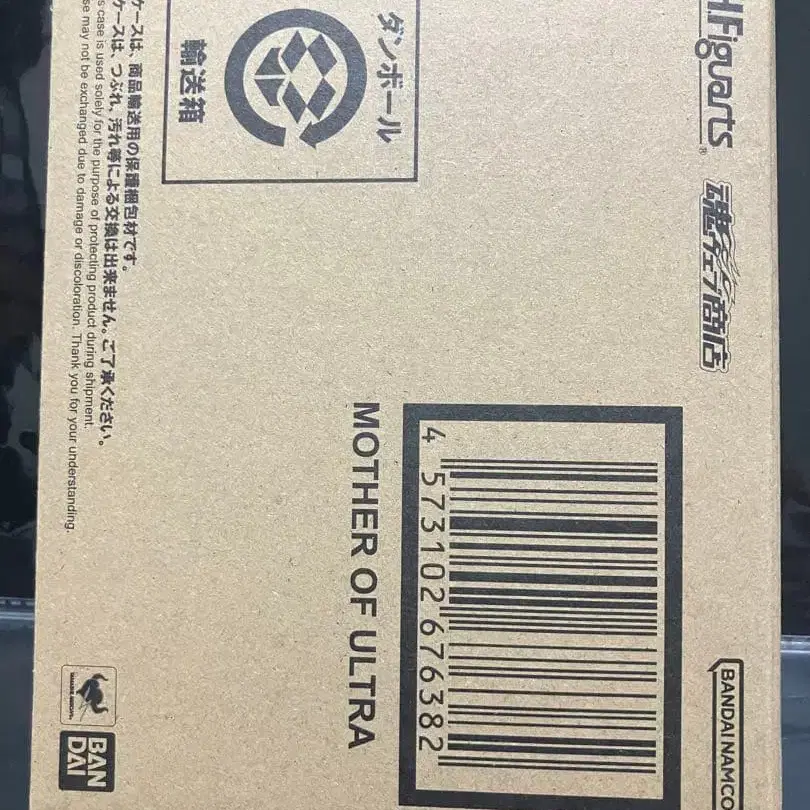 HFiguarts®
魂ウェブ商店
ダンボール
輸送箱
ケースは、商品輸送用の保護梱包材です。
ケースは、つぶれ、汚れ等による交換は出来ません。ご了承ください。
s case is used solely for the purpose of protecting product during shipment.
se may not be exchanged due to damage or discoloration. Thank you for your understanding.
4 573102 676382
MOTHER OF ULTRA
BANDAI NAMCO
BAN
DAI